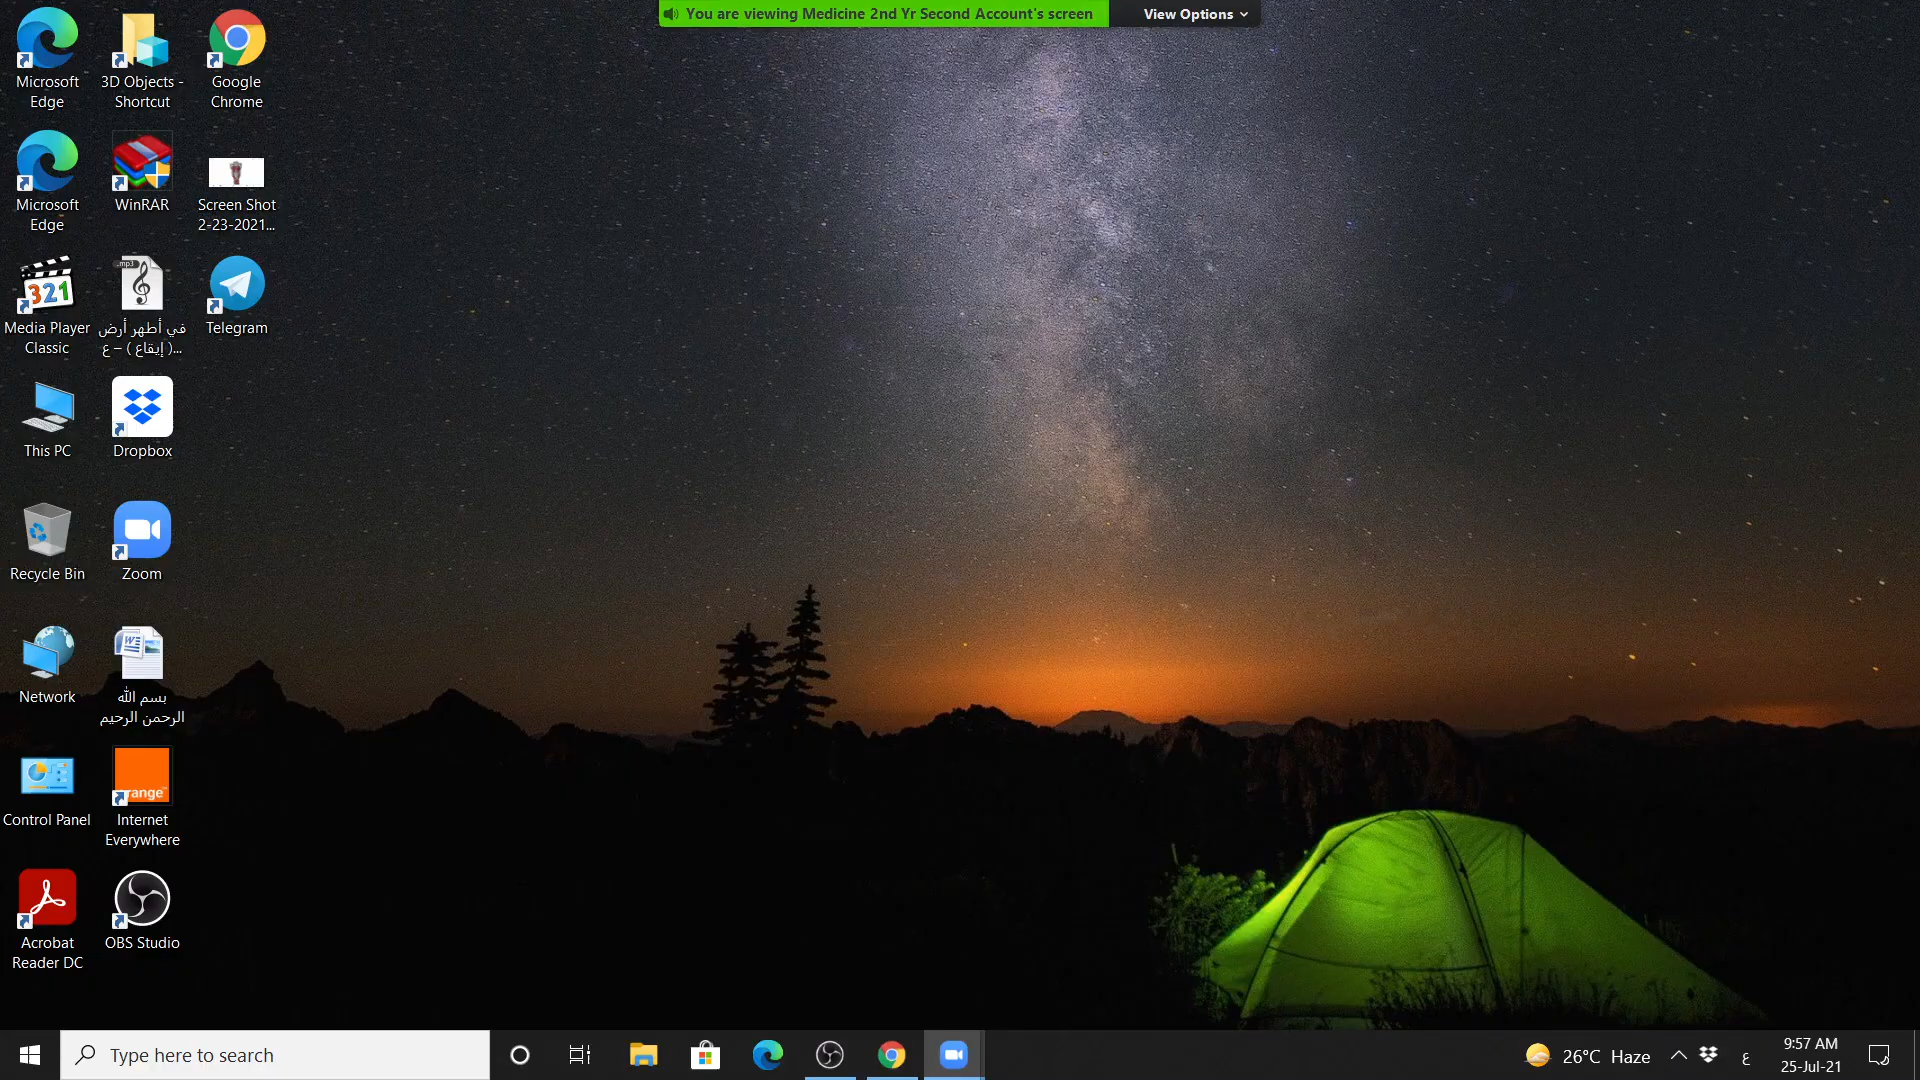 You are viewing Medicine 2nd Yr Second Account's screen
View Options
Microsoft
Edge
3D Objects -
Shortcut
Google
Chrome
Microsoft
Edge
WinRAR
Screen Shot
2-23-2021...
321
Media Player
Classic
.mp3
في أطهر أرض
( إيقاع ) – ع...
Telegram
This PC
Dropbox
Recycle Bin
Zoom
Network
W
بسم الله
الرحمن الرحيم
Control Panel
Internet
Everywhere
Acrobat
Reader DC
OBS Studio
Type here to search
26°C Haze
ع
9:57 AM
25-Jul-21